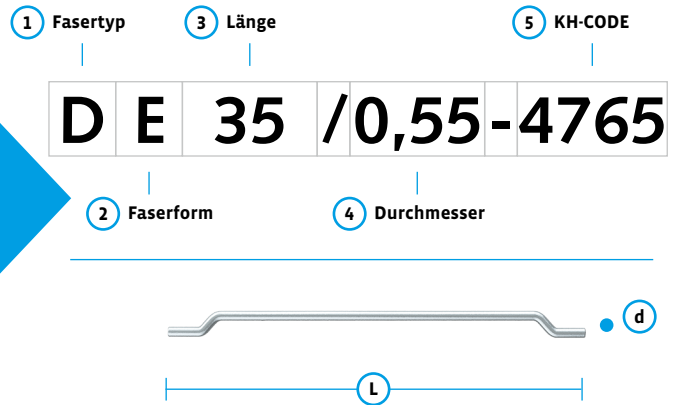 1 Fasertyp 3 Länge 5 KH-CODE
D E 35 /0,55-4765
2 Faserform 4 Durchmesser
d
L